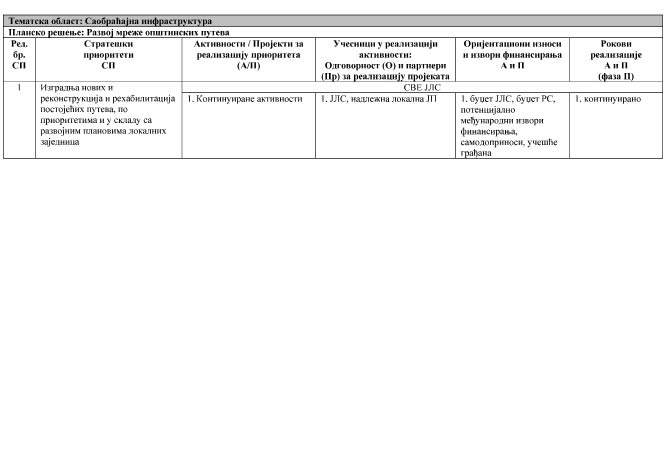 Тематска област: Саобраћајна инфраструктура
Планско решење: Развој мреже општинских путева
Ред. бр. СП
Стратешки
приоритети
СП
Активности / Пројекти за
реализацију приоритета
(А/П)
Учесници у реализацији
активности:
Одговорност (О) и партнери
(Пр) за реализацију пројеката
Оријентациони износи
и извори финансирања
А и П
Рокови
реализације
А и П
(фаза П)
1
Изградња нових и
реконструкција и рехабилитација
постојећих путева, по
приоритетима и у складу са
развојним плановима локалних
заједница
СВЕ ЈЛС
1. Континуиране активности
1. ЈЛС, надлежна локална ЈП
1. буџет ЈЛС, буџет РС,
потенцијално
међународни извори
финансирања,
самодоприноси, учешће
грађана
1. континуирано